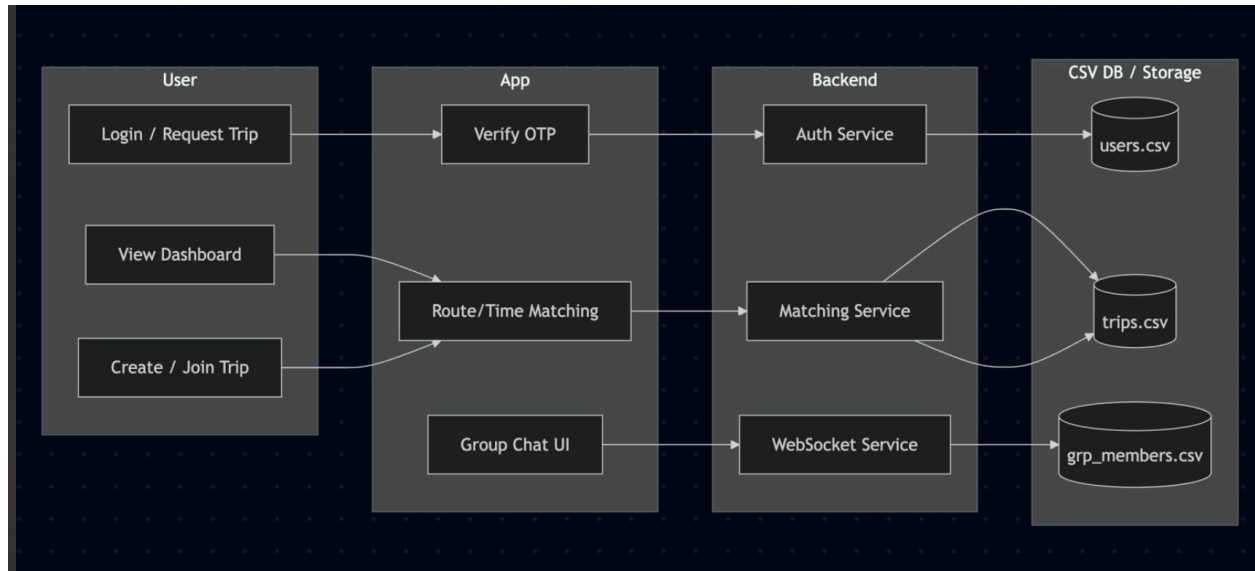 User
Login / Request Trip
View Dashboard
Create / Join Trip
App
Verify OTP
Route/Time Matching
Group Chat UI
Backend
Auth Service
Matching Service
WebSocket Service
CSV DB / Storage
users.csv
trips.csv
grp_members.csv